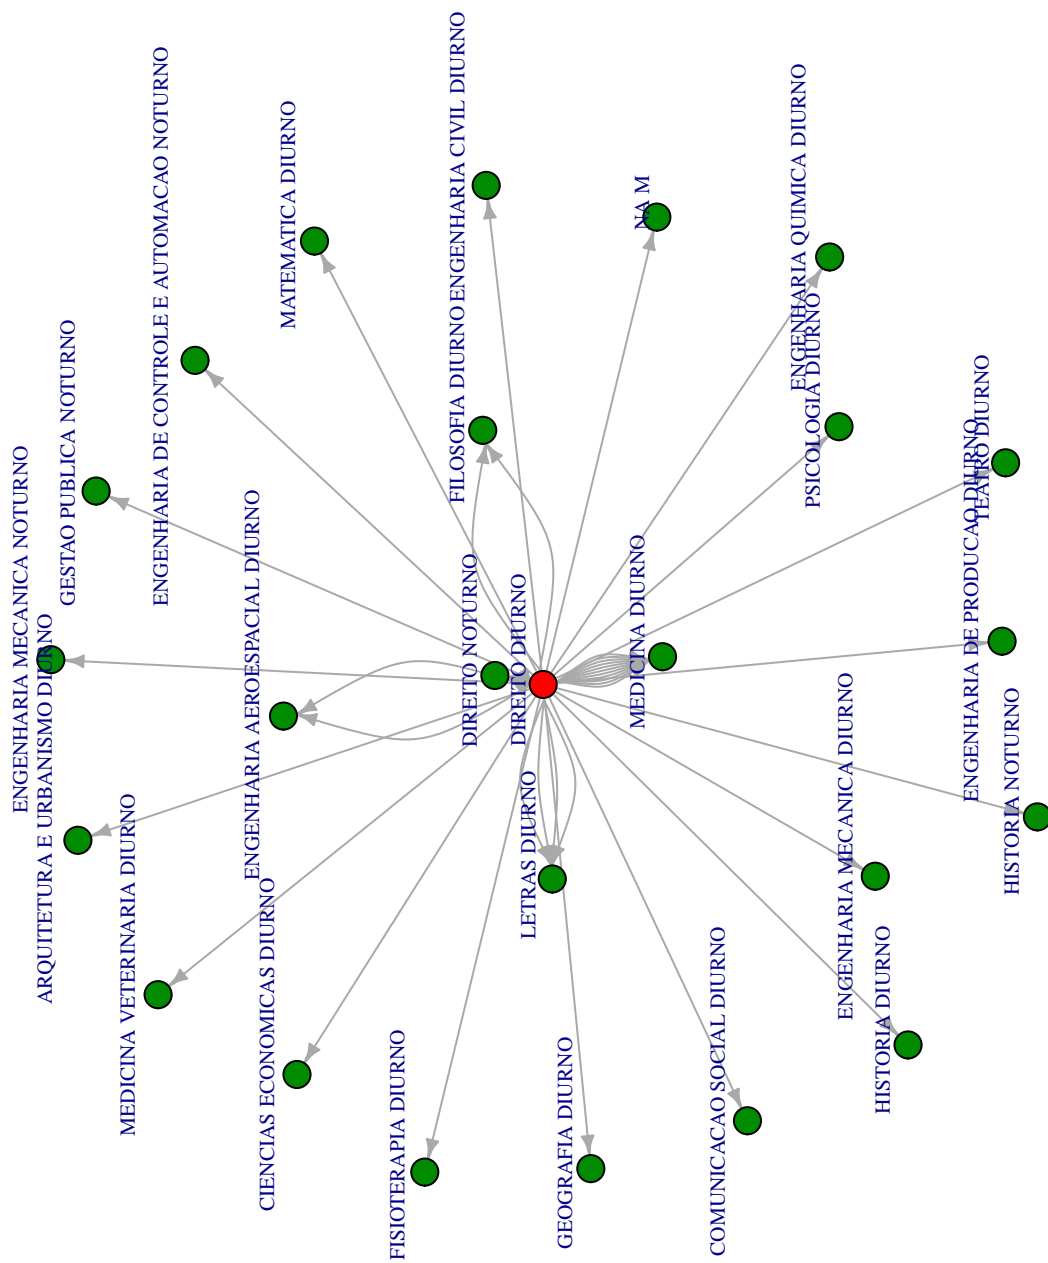 ENGENHARIA CIVIL DIURNO
ENGENHARIA DE CONTROLE E AUTOMACAO NOTURNO
ENGENHARIA QUIMICA DIURNO
MATEMATICA DIURNO
NA M
FILOSOFIA DIURNO
PSICOLOGIA DIURNO
GESTAO PUBLICA NOTURNO
TEATRO DIURNO
ENGENHARIA DE PRODUCAO DIURNO
ENGENHARIA MECANICA NOTURNO
ENGENHARIA AEROESPACIAL DIURNO
MEDICINA DIURNO
DIREITO NOTURNO
DIREITO DIURNO
ARQUITETURA E URBANISMO DIURNO
ENGENHARIA MECANICA DIURNO
HISTORIA NOTURNO
LETRAS DIURNO
MEDICINA VETERINARIA DIURNO
CIENCIAS ECONOMICAS DIURNO
HISTORIA DIURNO
COMUNICACAO SOCIAL DIURNO
FISIOTERAPIA DIURNO
GEOGRAFIA DIURNO